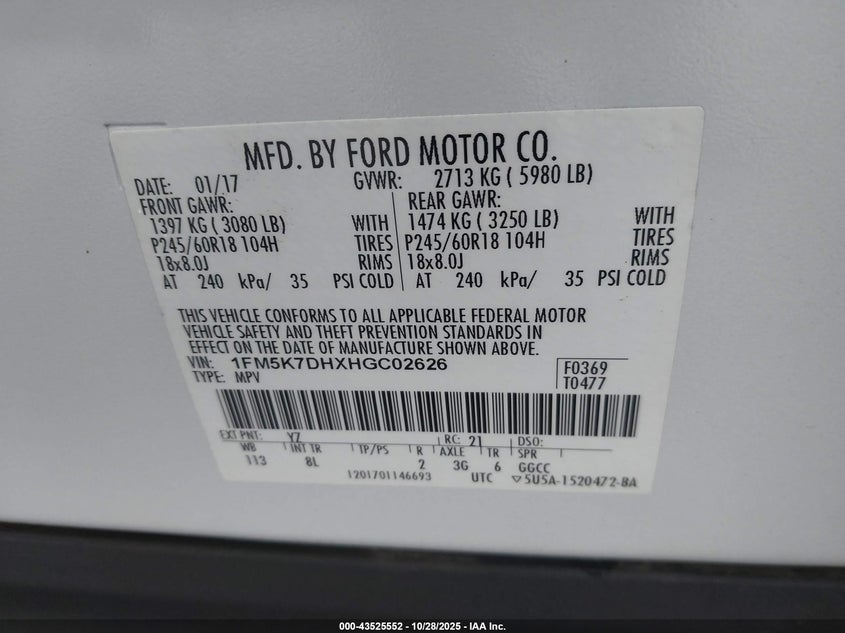 MFD. BY FORD MOTOR CO.
DATE: 01/17 GVWR: 2713 KG ( 5980 LB)
FRONT GAWR: REAR GAWR:
1397 KG ( 3080 LB) WITH 1474 KG ( 3250 LB) WITH
P245/60R18 104H TIRES P245/60R18 104H TIRES
18x8.0J RIMS 18x8.0J RIMS
AT 240 kPa/ 35 PSI COLD AT 240 kPa/ 35 PSI COLD
THIS VEHICLE CONFORMS TO ALL APPLICABLE FEDERAL MOTOR
VEHICLE SAFETY AND THEFT PREVENTION STANDARDS IN
EFFECT ON THE DATE OF MANUFACTURE SHOWN ABOVE.
VIN: 1FM5K7DHXHGC02626 F0369
TYPE: MPV T0477
EXT PNT: YZ RC: 21 DSO:
WB INT TR TP/PS R AXLE TR SPR
113 8L 2 3G 6 GGCC
1201701146693 UTC ▽5U5A-1520472-BA
000-43525552 | 10/28/2025 - IAA Inc.